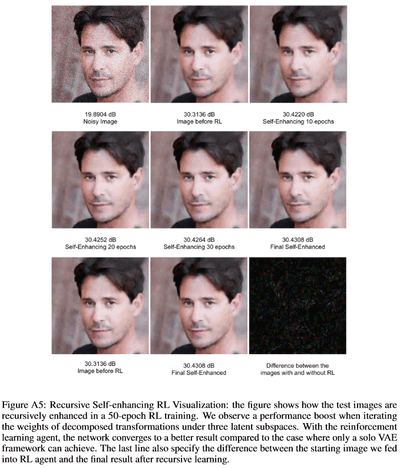 19.8904 dB
Noisy Image
30.3136 dB
Image before RL
30.4220 dB
Self-Enhancing 10 epochs
30.4252 dB
Self-Enhancing 20 epochs
30.4264 dB
Self-Enhancing 30 epochs
30.4308 dB
Final Self-Enhanced
30.3136 dB
Image before RL
30.4308 dB
Final Self-Enhanced
Difference between the
images with and without RL
Figure A5: Recursive Self-enhancing RL Visualization: the figure shows how the test images are
recursively enhanced in a 50-epoch RL training. We observe a performance boost when iterating
the weights of decomposed transformations under three latent subspaces. With the reinforcement
learning agent, the network converges to a better result compared to the case where only a solo VAE
framework can achieve. The last line also specify the difference between the starting image we fed
into RL agent and the final result after recursive learning.